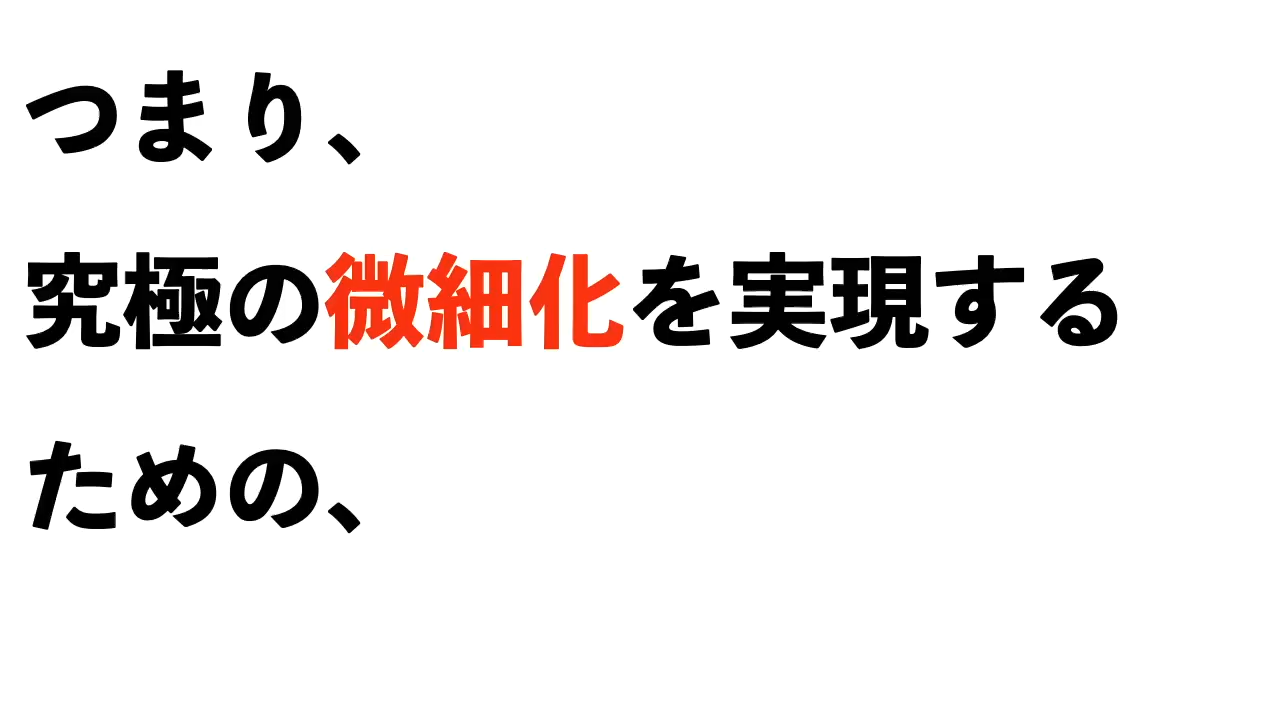 つまり、
究極の微細化を実現する
ための、